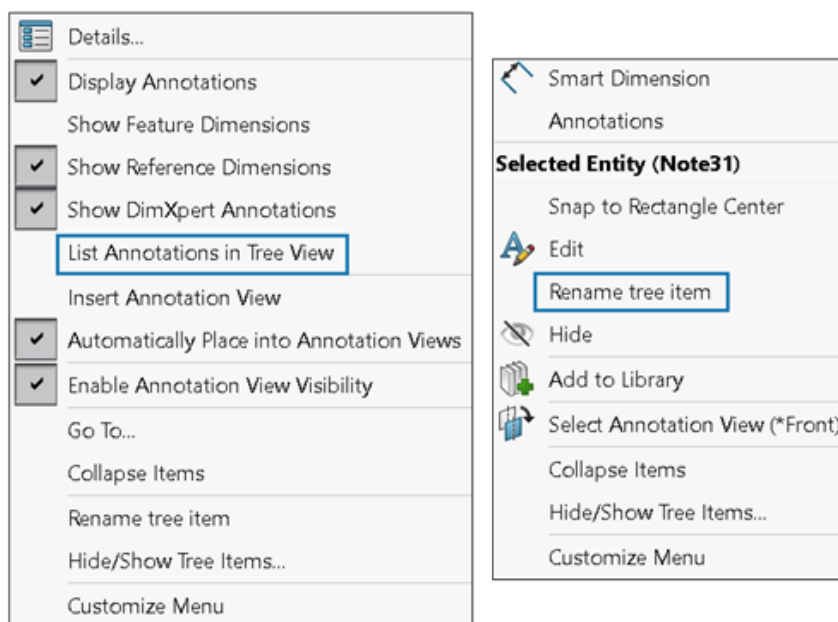 Details...
Display Annotations
Show Feature Dimensions
Show Reference Dimensions
Show DimXpert Annotations
List Annotations in Tree View
Insert Annotation View
Automatically Place into Annotation Views
Enable Annotation View Visibility
Go To...
Collapse Items
Rename tree item
Hide/Show Tree Items...
Customize Menu
Smart Dimension
Annotations
Selected Entity (Note31)
Snap to Rectangle Center
Edit
Rename tree item
Hide
Add to Library
Select Annotation View (*Front)
Collapse Items
Hide/Show Tree Items...
Customize Menu